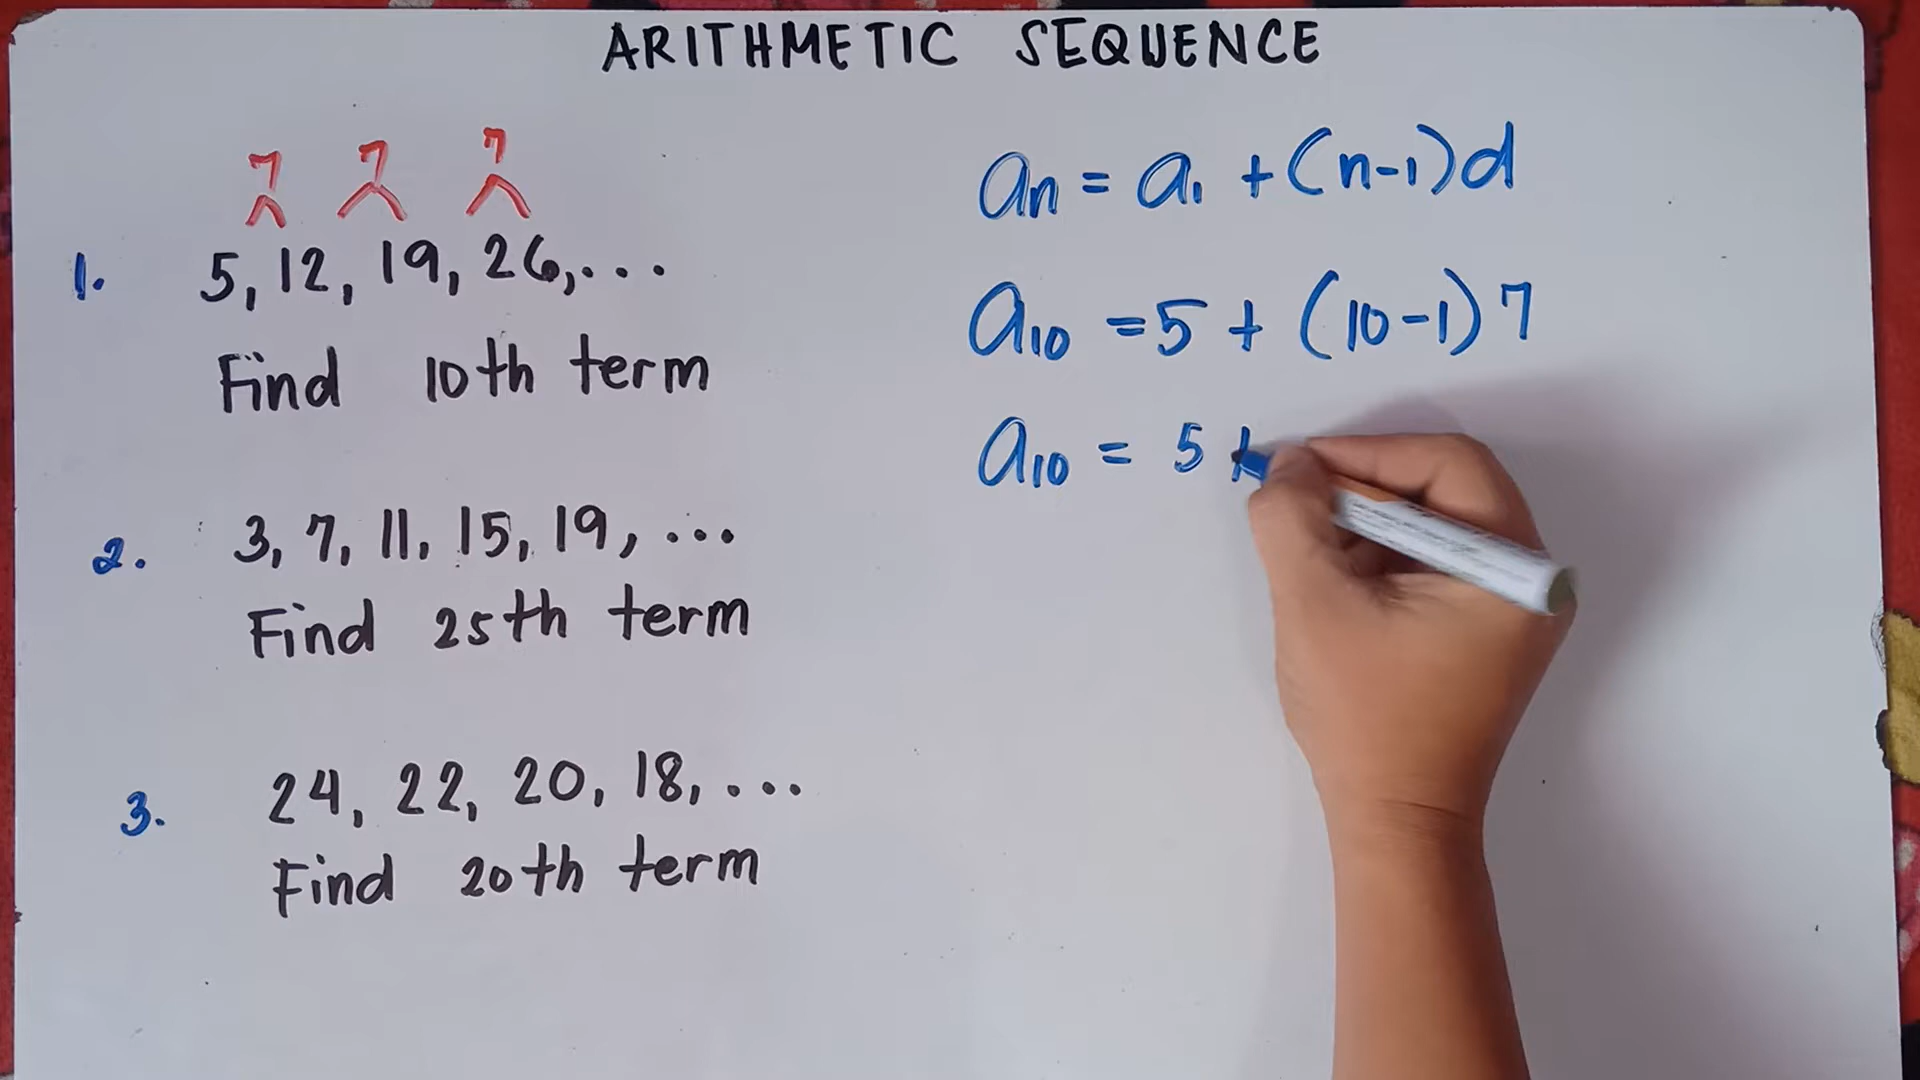 ARITHMETIC SEQUENCE
7 7 7
1. 5, 12, 19, 26, ...
Find 10th term
2. 3, 7, 11, 15, 19, ...
Find 25th term
3. 24, 22, 20, 18, ...
Find 20th term
an = a1 + (n-1)d
a10 = 5 + (10-1)7
a10 = 5 +